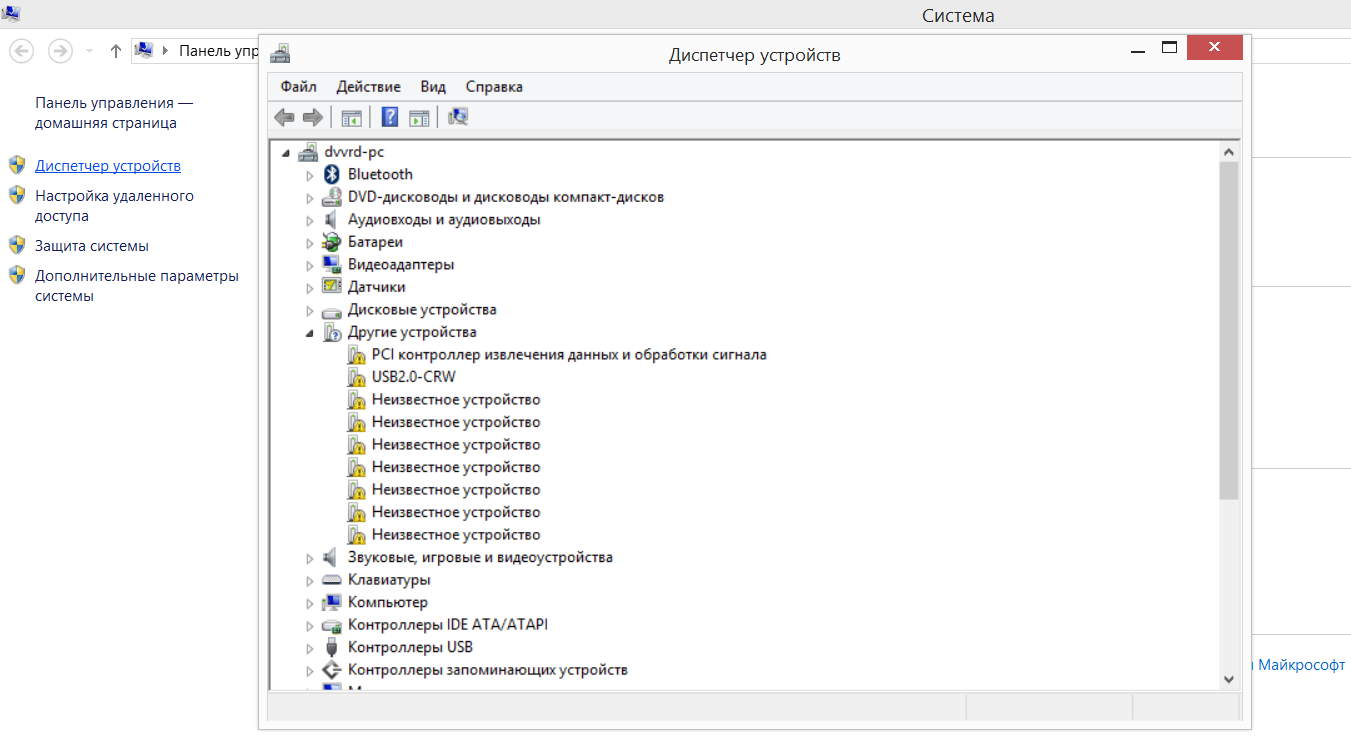 Система
Панель упр
Панель управления —
домашняя страница
Диспетчер устройств
Настройка удаленного
доступа
Защита системы
Дополнительные параметры
системы
Диспетчер устройств
Файл Действие Вид Справка
dvvrd-pc
Bluetooth
DVD-дисководы и дисководы компакт-дисков
Аудиовходы и аудиовыходы
Батареи
Видеоадаптеры
Датчики
Дисковые устройства
Другие устройства
PCI контроллер извлечения данных и обработки сигнала
USB2.0-CRW
Неизвестное устройство
Неизвестное устройство
Неизвестное устройство
Неизвестное устройство
Неизвестное устройство
Неизвестное устройство
Неизвестное устройство
Звуковые, игровые и видеоустройства
Клавиатуры
Компьютер
Контроллеры IDE ATA/ATAPI
Контроллеры USB
Контроллеры запоминающих устройств
Майкрософт